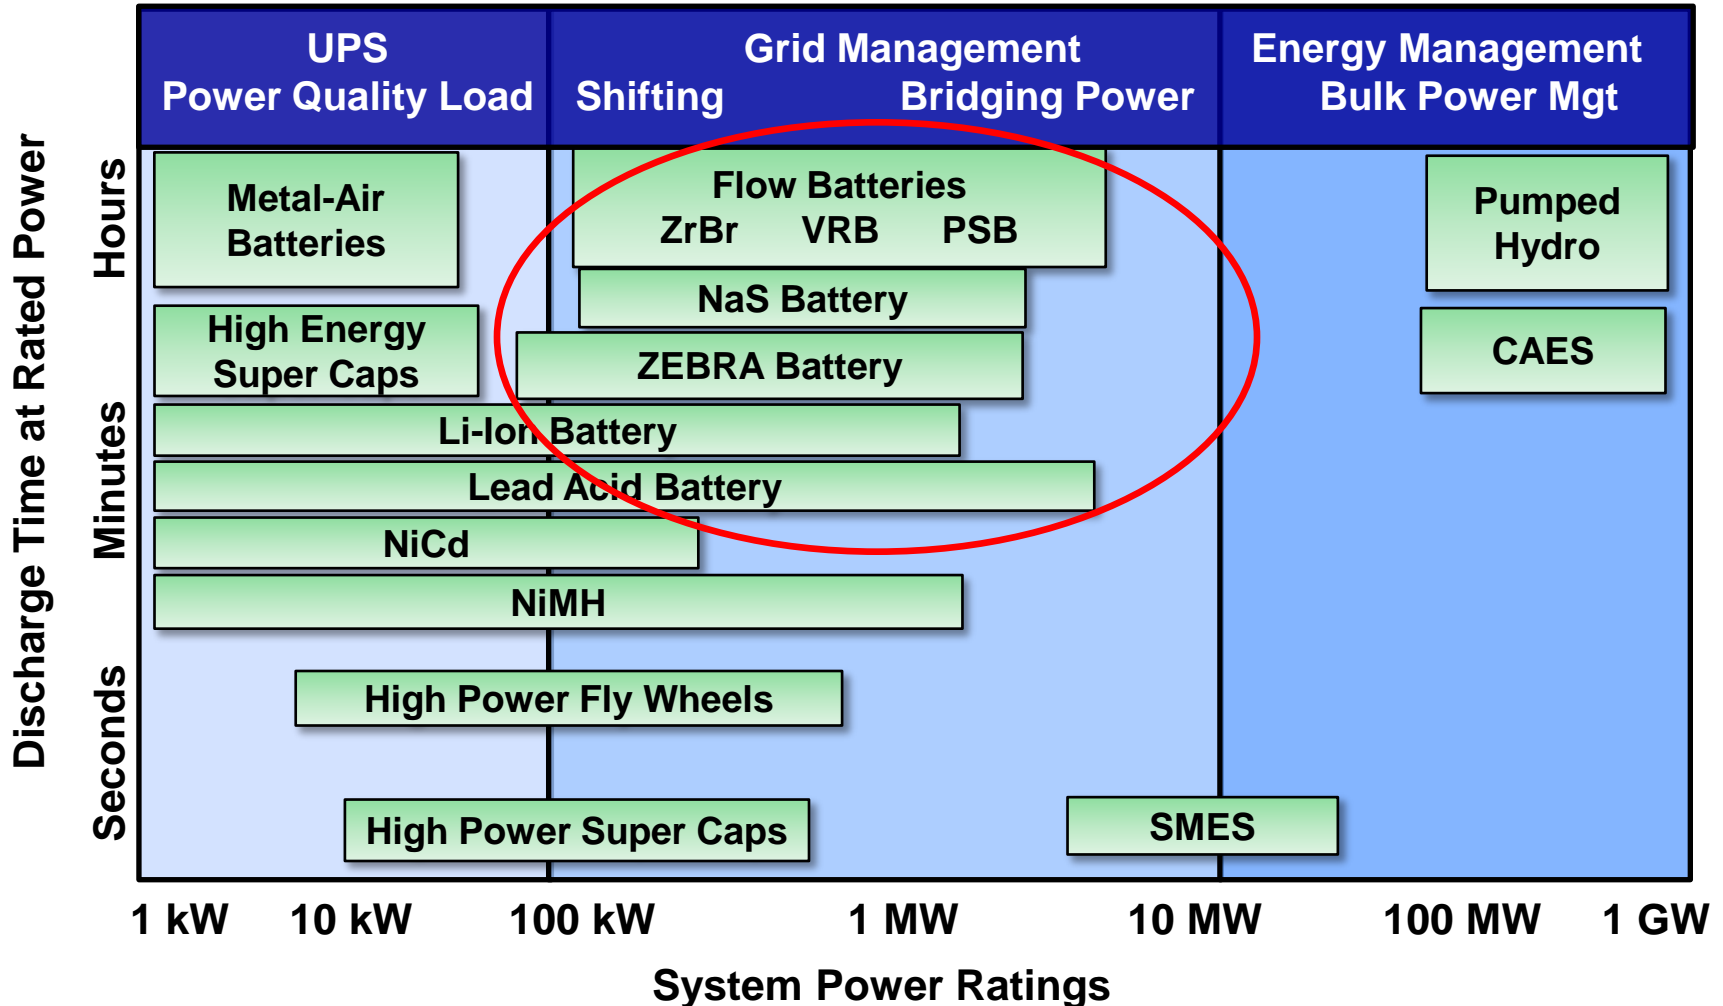 UPS
Power Quality Load
Grid Management
Shifting Bridging Power
Energy Management
Bulk Power Mgt
Discharge Time at Rated Power
Hours
Minutes
Seconds
Metal-Air
Batteries
Flow Batteries
ZrBr VRB PSB
Pumped
Hydro
NaS Battery
High Energy
Super Caps
ZEBRA Battery
CAES
Li-Ion Battery
Lead Acid Battery
NiCd
NiMH
High Power Fly Wheels
High Power Super Caps
SMES
1 kW 10 kW 100 kW 1 MW 10 MW 100 MW 1 GW
System Power Ratings